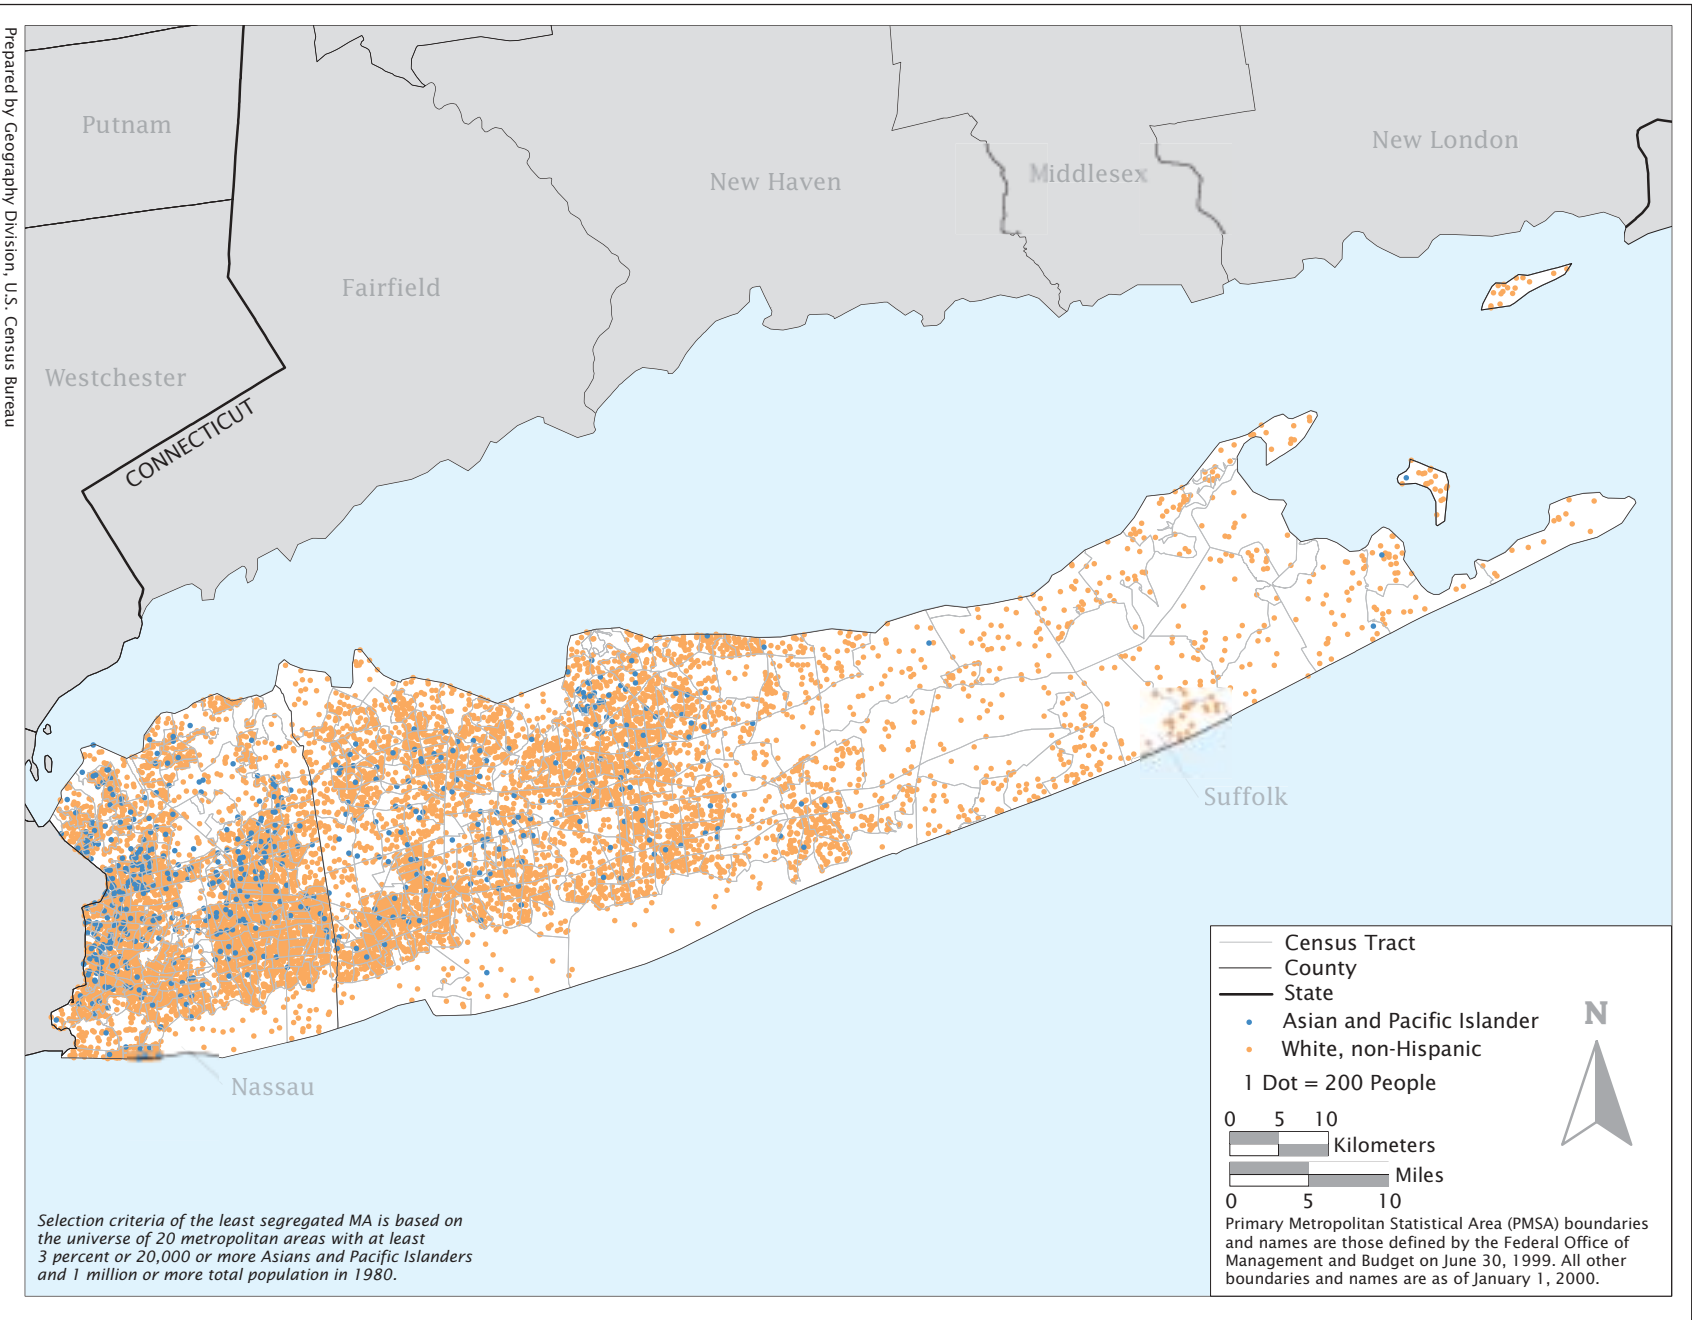 Prepared by Geography Division, U.S. Census Bureau
Putnam
New London
Middlesex
New Haven
Fairfield
Westchester
CONNECTICUT
Suffolk
Nassau
Census Tract
County
State
Asian and Pacific Islander
White, non-Hispanic
1 Dot = 200 People
N
0 5 10
Kilometers
Miles
0 5 10
Primary Metropolitan Statistical Area (PMSA) boundaries
and names are those defined by the Federal Office of
Management and Budget on June 30, 1999. All other
boundaries and names are as of January 1, 2000.
Selection criteria of the least segregated MA is based on
the universe of 20 metropolitan areas with at least
3 percent or 20,000 or more Asians and Pacific Islanders
and 1 million or more total population in 1980.